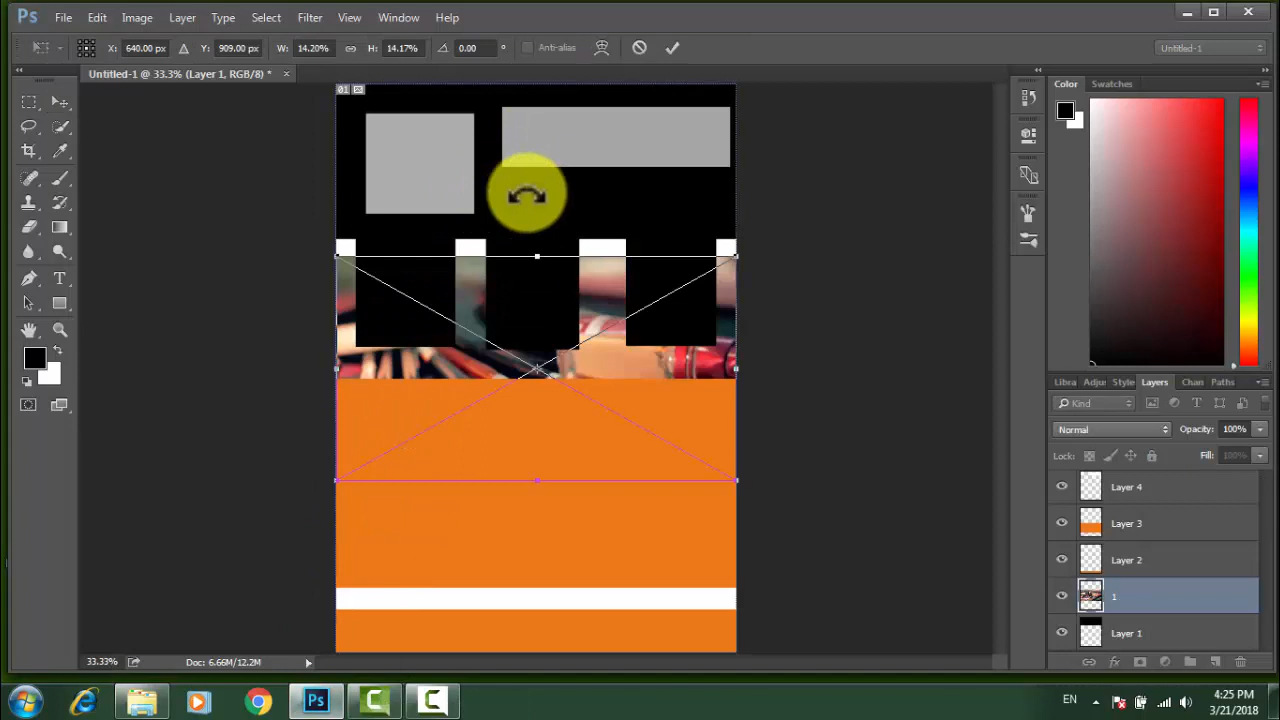 Ps File Edit Image Layer Type Select Filter View Window Help
X: 640.00 px Y: 909.00 px W: 14.20% H: 14.17% 0.00 ° Anti-alias Untitled-1
Untitled-1 @ 33.3% (Layer 1, RGB/8) * ×
01
Color Swatches
Libra Adjus Style Layers Chan Paths
Kind
Normal Opacity: 100%
Lock: Fill: 100%
Layer 4
Layer 3
Layer 2
1
Layer 1
33.33% Doc: 6.66M/12.2M
EN 4:25 PM
3/21/2018